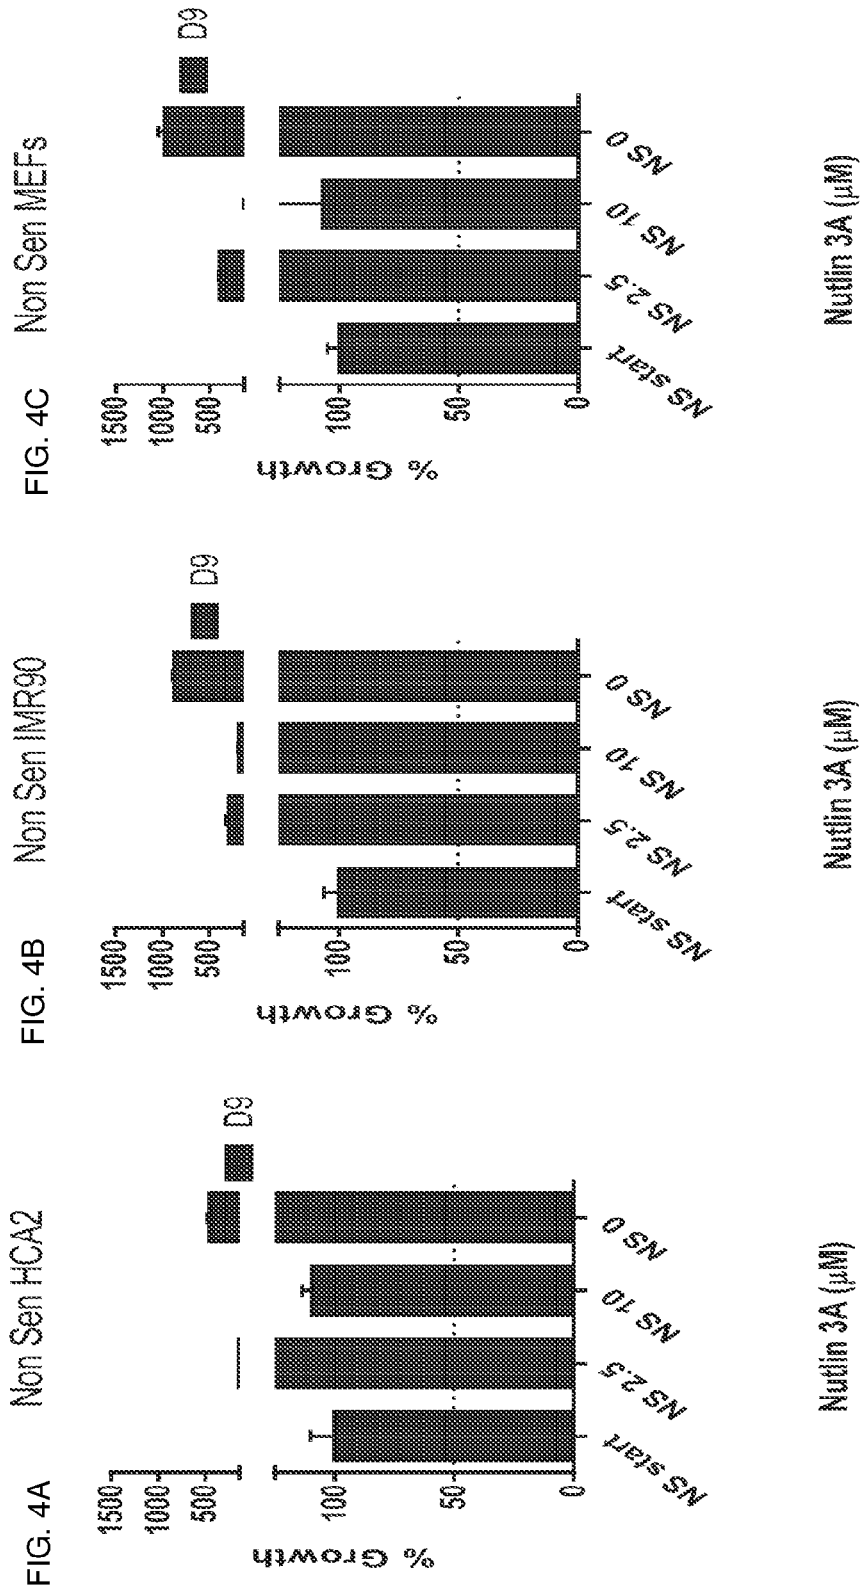 FIG. 4A
Non Sen HCA2
D9
% Growth
1500
1000
500
100
50
0
NS start
NS 2.5
NS 10
NS 0
Nutlin 3A (µM)
FIG. 4B
Non Sen IMR90
D9
% Growth
1500
1000
500
100
50
0
NS start
NS 2.5
NS 10
NS 0
Nutlin 3A (µM)
FIG. 4C
Non Sen MEFs
D9
% Growth
1500
1000
500
100
50
0
NS start
NS 2.5
NS 10
NS 0
Nutlin 3A (µM)